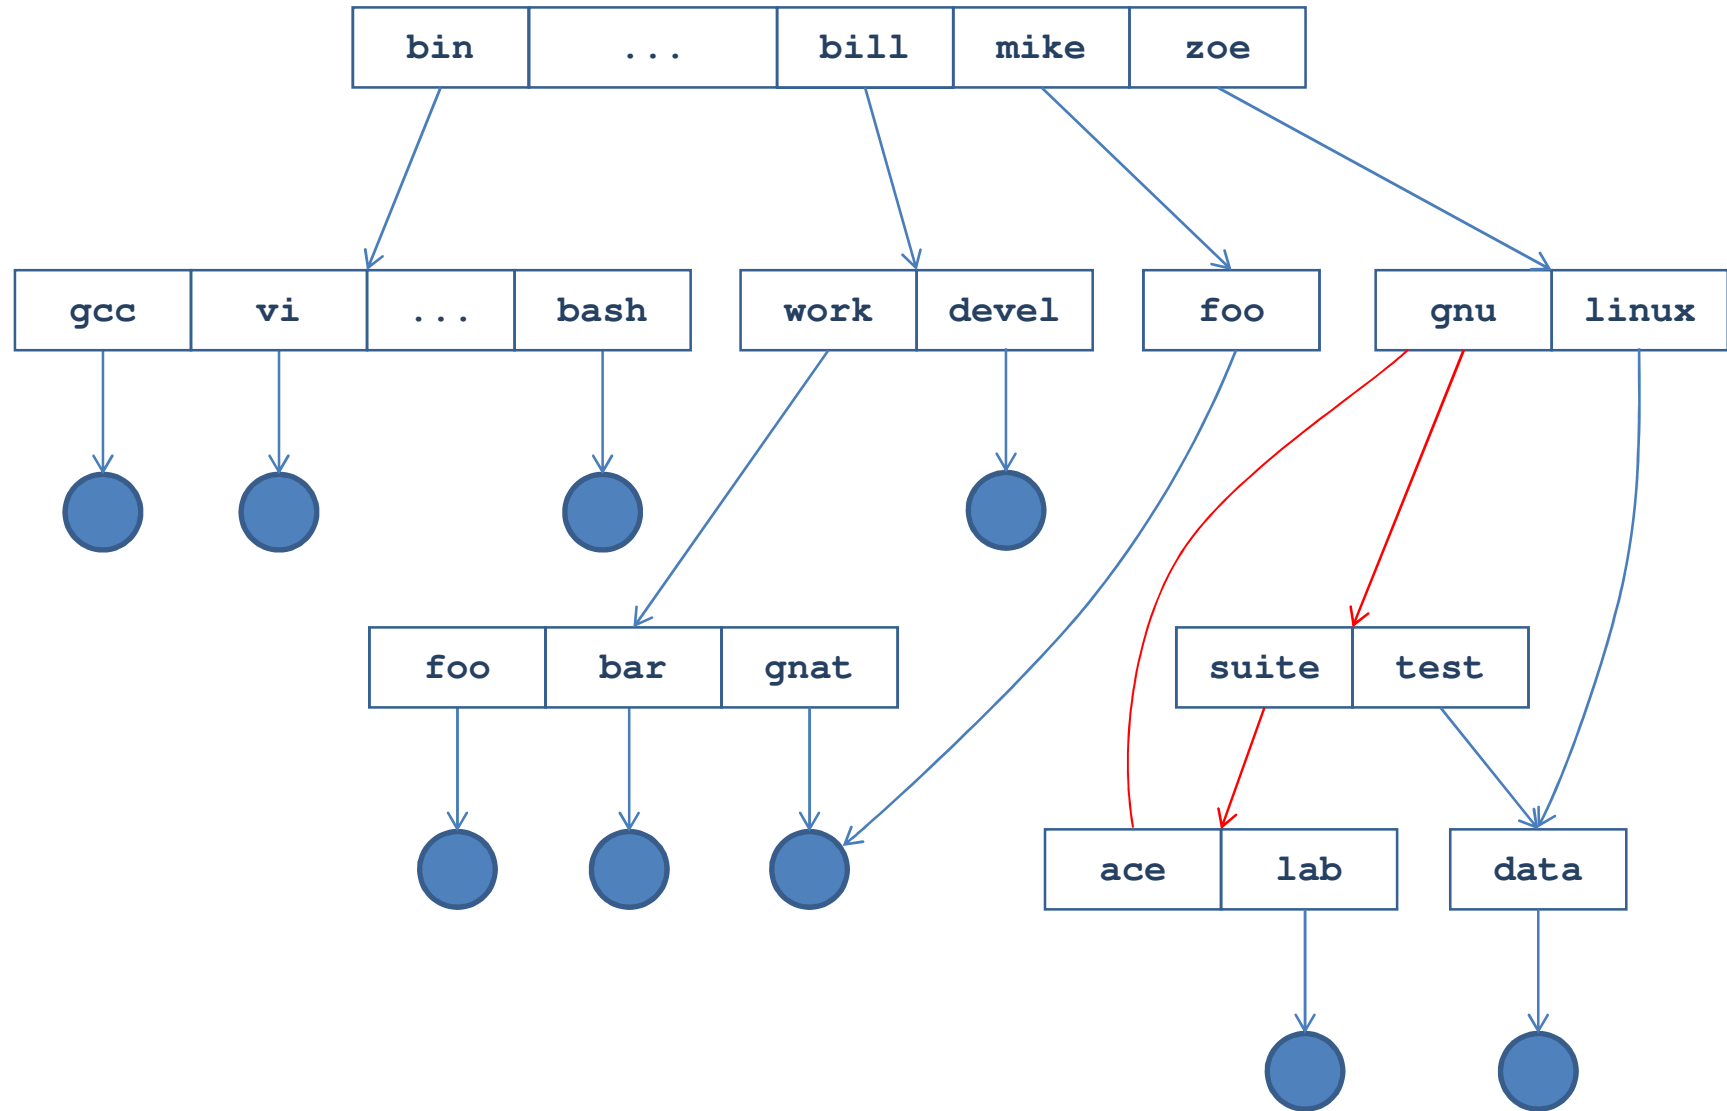 bin ... bill mike zoe
gcc vi ... bash work devel foo gnu linux
foo bar gnat suite test
ace lab data